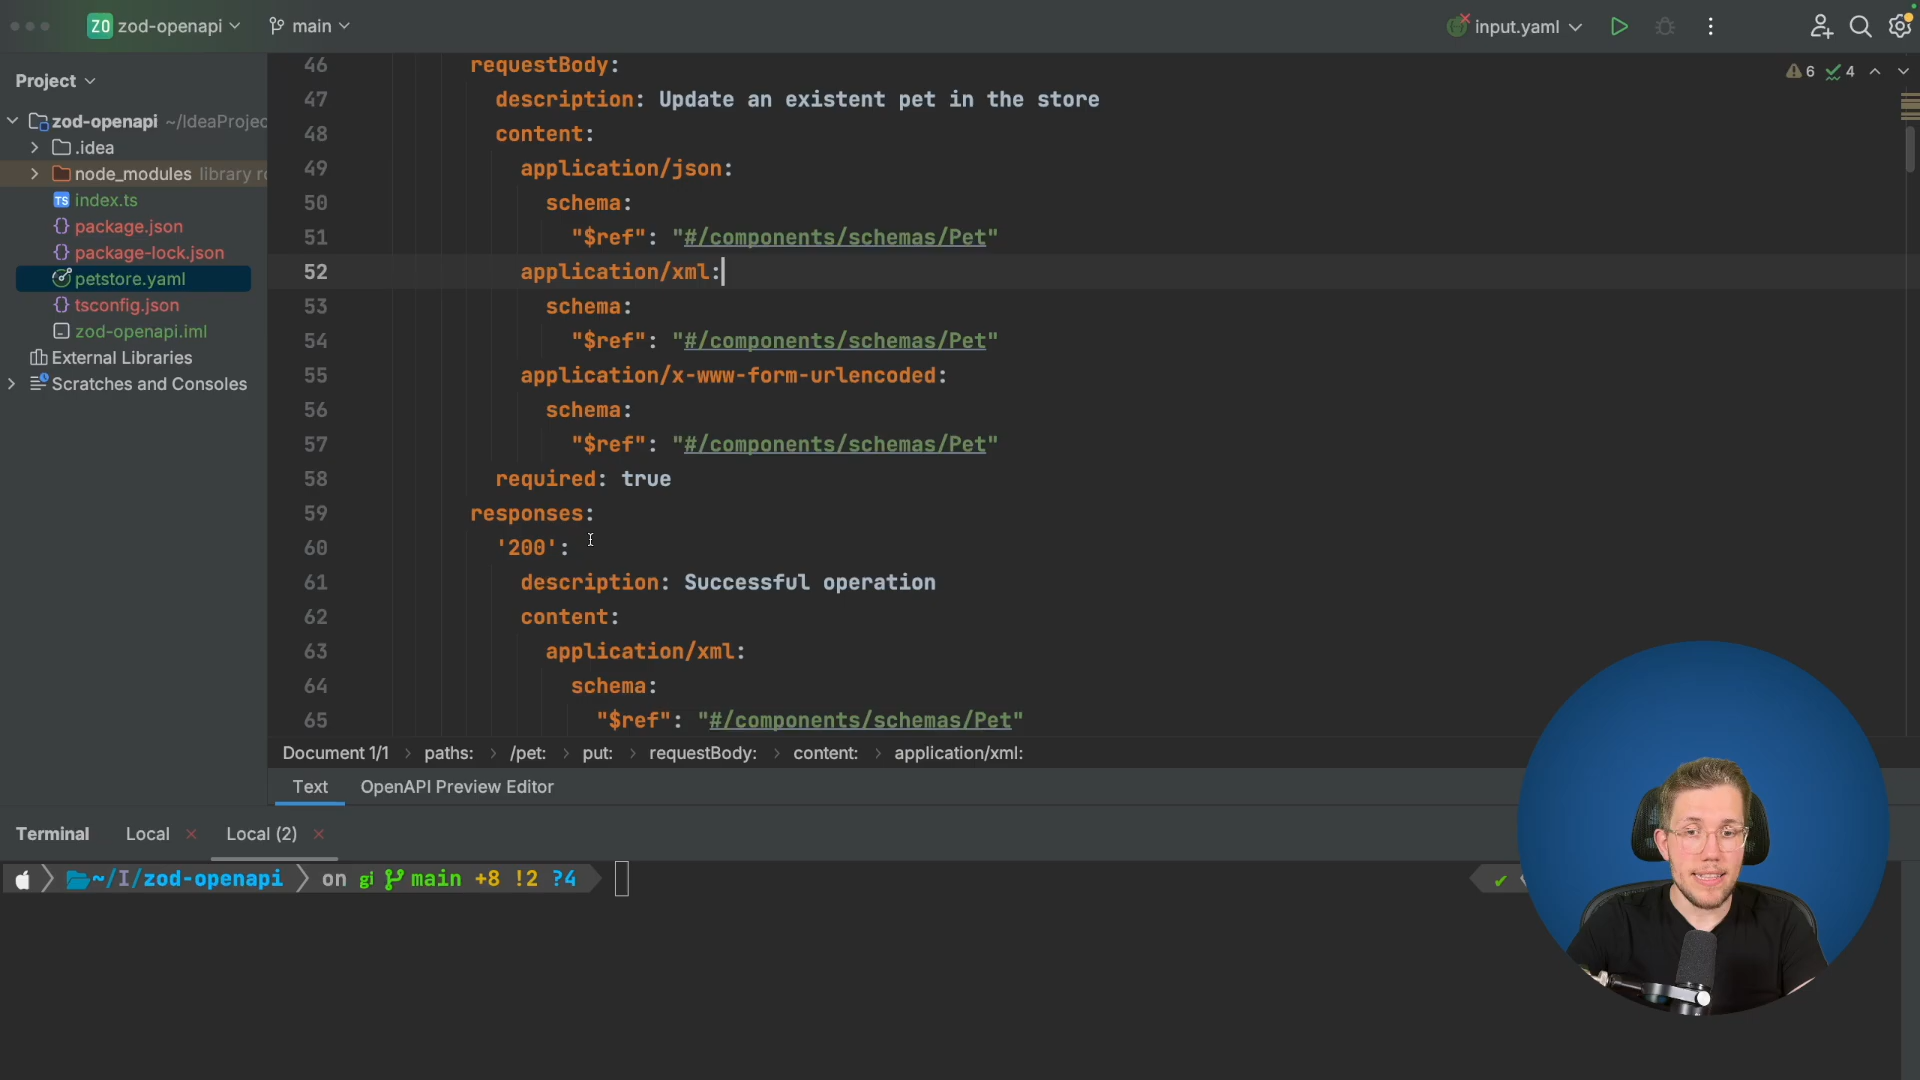 ZO zod-openapi main input.yaml
Project
zod-openapi ~/IdeaProjec
.idea
node_modules library ro
TS index.ts
{} package.json
{} package-lock.json
petstore.yaml
{} tsconfig.json
zod-openapi.iml
External Libraries
Scratches and Consoles
6 4
46 requestBody:
47 description: Update an existent pet in the store
48 content:
49 application/json:
50 schema:
51 "$ref": "#/components/schemas/Pet"
52 application/xml:
53 schema:
54 "$ref": "#/components/schemas/Pet"
55 application/x-www-form-urlencoded:
56 schema:
57 "$ref": "#/components/schemas/Pet"
58 required: true
59 responses:
60 '200':
61 description: Successful operation
62 content:
63 application/xml:
64 schema:
65 "$ref": "#/components/schemas/Pet"
Document 1/1 › paths: › /pet: › put: › requestBody: › content: › application/xml:
Text OpenAPI Preview Editor
Terminal Local × Local (2) ×
~/I/zod-openapi on gi main +8 !2 ?4